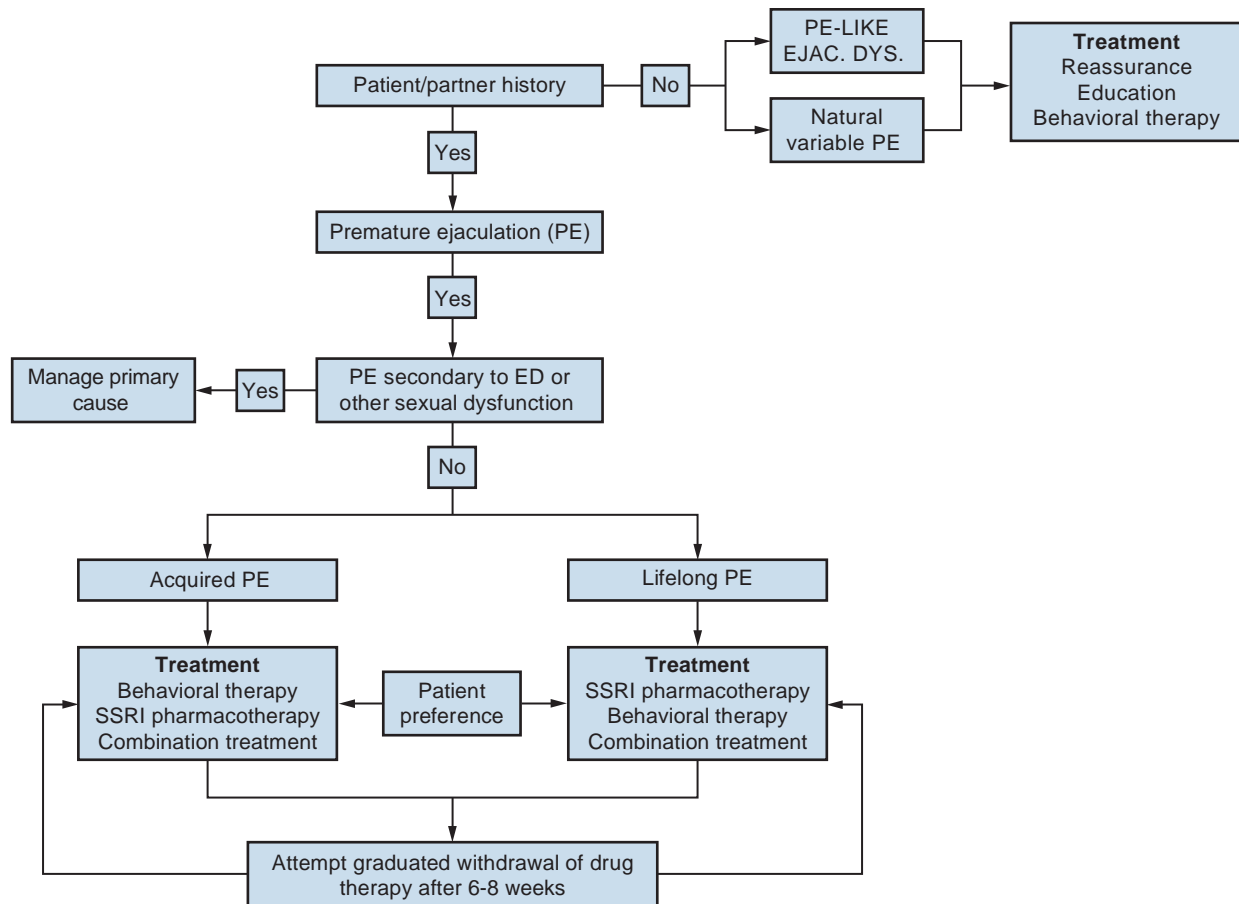 PE-LIKE
EJAC. DYS.
Treatment
Reassurance
Education
Behavioral therapy
Patient/partner history
No
Natural
variable PE
Yes
Premature ejaculation (PE)
Yes
Manage primary
cause
Yes
PE secondary to ED or
other sexual dysfunction
No
Acquired PE
Lifelong PE
Treatment
Behavioral therapy
SSRI pharmacotherapy
Combination treatment
Patient
preference
Treatment
SSRI pharmacotherapy
Behavioral therapy
Combination treatment
Attempt graduated withdrawal of drug
therapy after 6-8 weeks